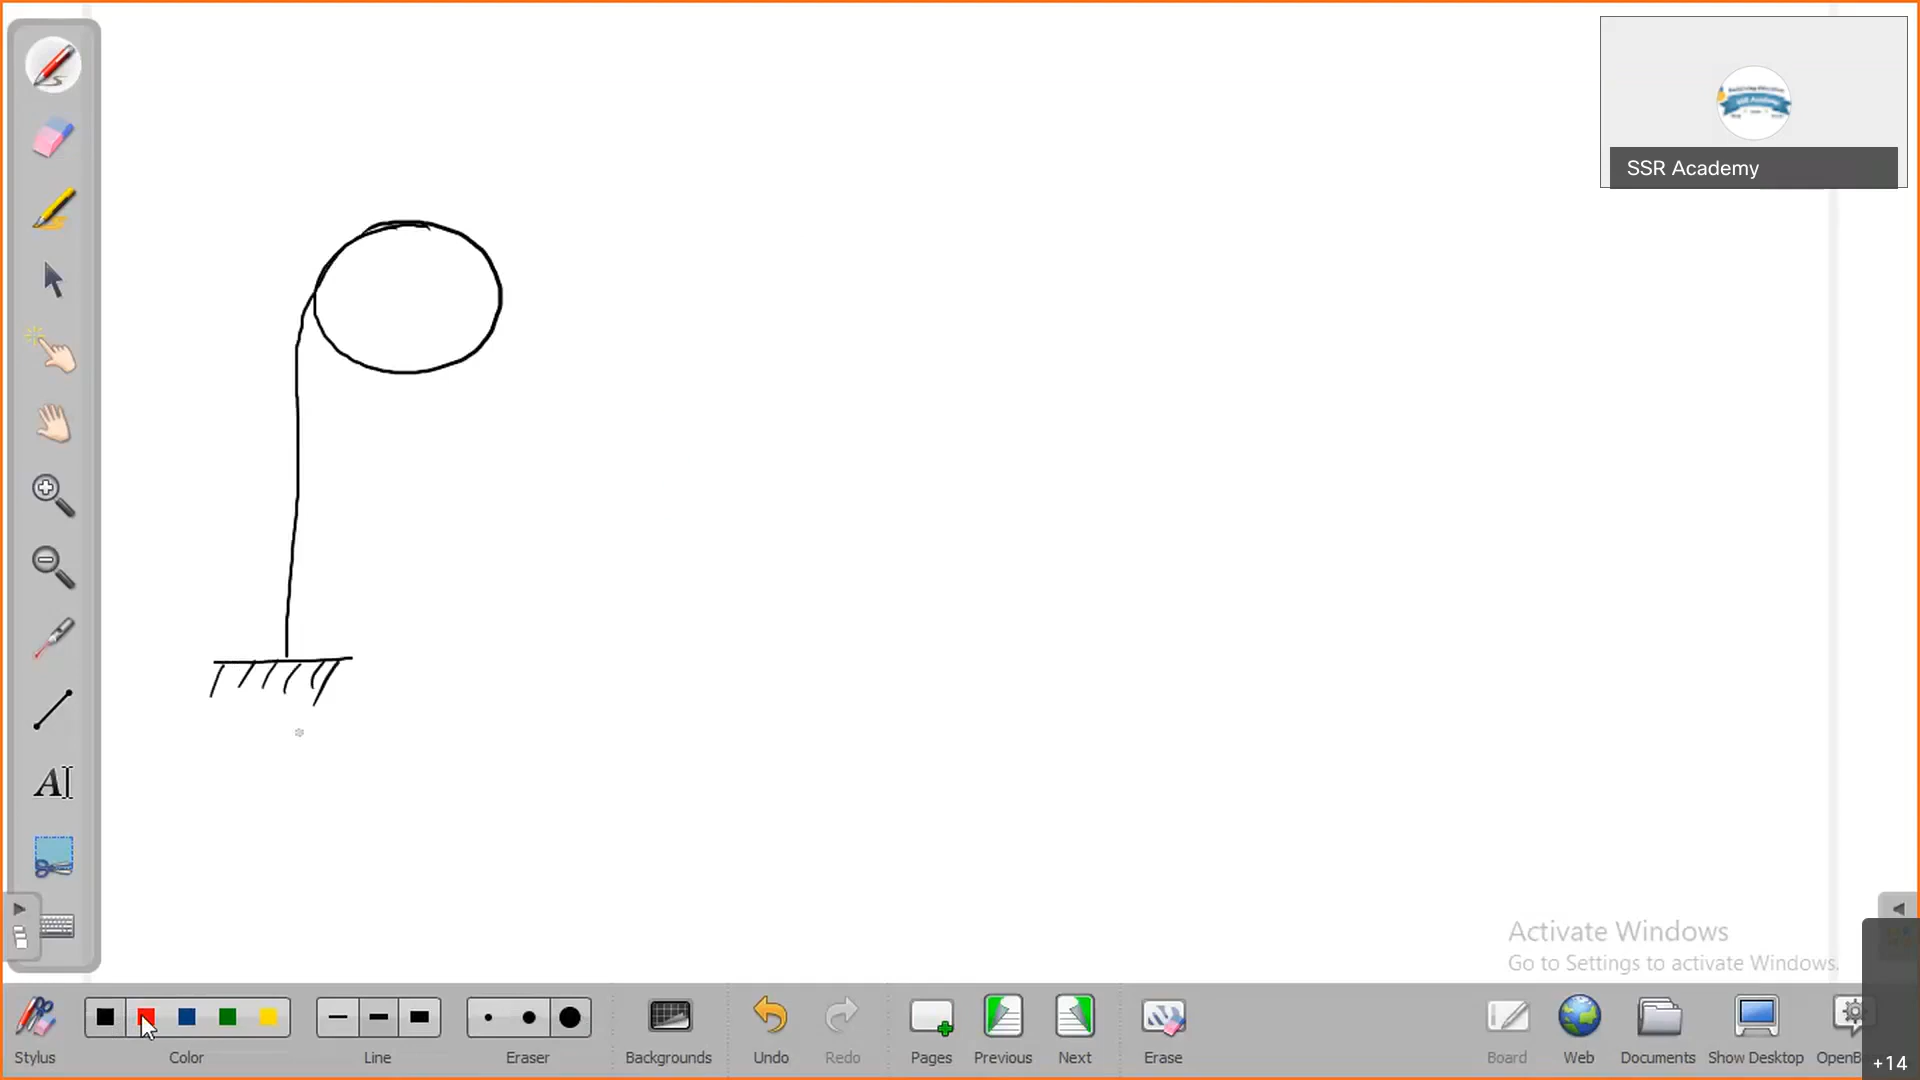 SSR Academy
A
Activate Windows
Go to Settings to activate Windows.
Stylus
Color
Line
Eraser
Backgrounds
Undo
Redo
Pages
Previous
Next
Erase
Board
Web
Documents
Show Desktop
+14